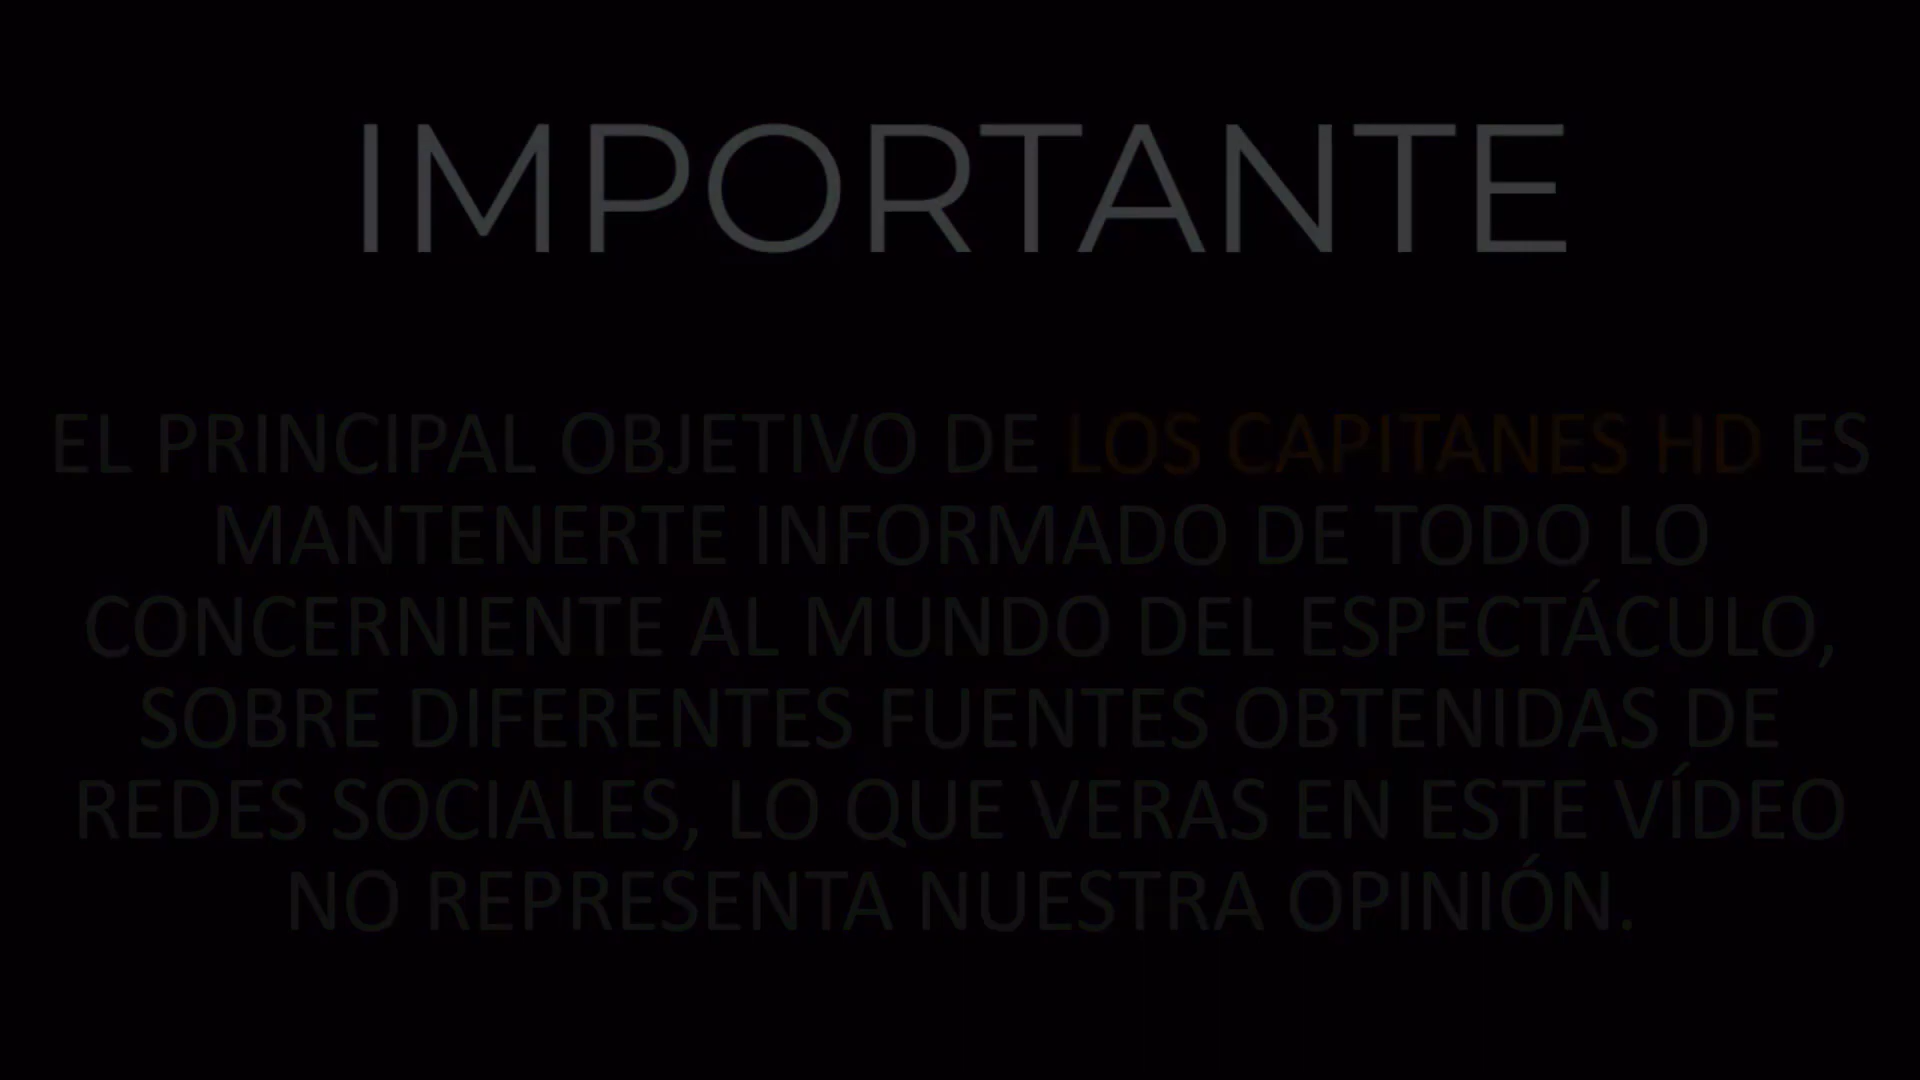 IMPORTANTE
EL PRINCIPAL OBJETIVO DE LOS CAPITANES HD ES
MANTENERTE INFORMADO DE TODO LO
CONCERNIENTE AL MUNDO DEL ESPECTÁCULO,
SOBRE DIFERENTES FUENTES OBTENIDAS DE
REDES SOCIALES, LO QUE VERAS EN ESTE VÍDEO
NO REPRESENTA NUESTRA OPINIÓN.